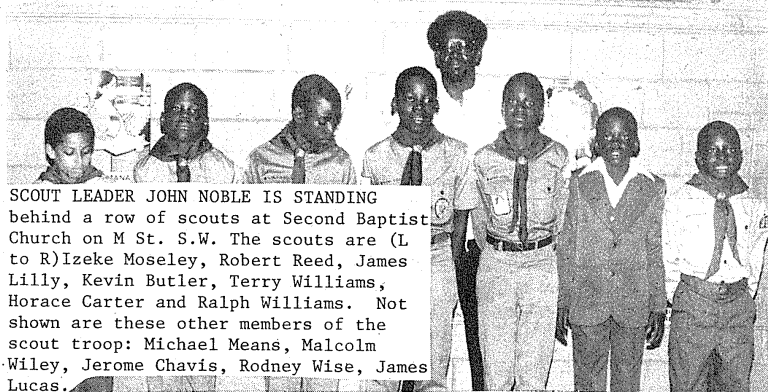 SCOUT LEADER JOHN NOBLE IS STANDING
behind a row of scouts at Second Baptist
Church on M St. S.W. The scouts are (L
to R)Izeke Moseley, Robert Reed, James
Lilly, Kevin Butler, Terry Williams,
Horace Carter and Ralph Williams. Not
shown are these other members of the
scout troop: Michael Means, Malcolm
Wiley, Jerome Chavis, Rodney Wise, James
Lucas.